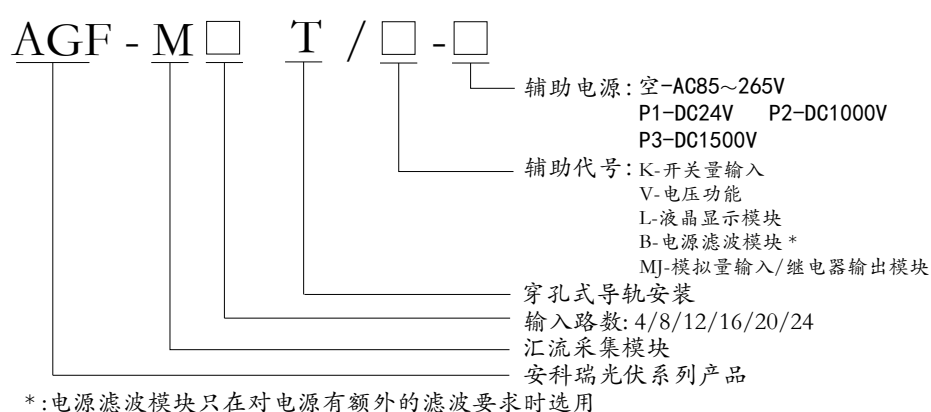 AGF-M□ T/□-□
辅助电源:空-AC85~265V
P1-DC24V P2-DC1000V
P3-DC1500V
辅助代号:K-开关量输入
V-电压功能
L-液晶显示模块
B-电源滤波模块*
MJ-模拟量输入/继电器输出模块
穿孔式导轨安装
输入路数:4/8/12/16/20/24
汇流采集模块
安科瑞光伏系列产品
*:电源滤波模块只在对电源有额外的滤波要求时选用